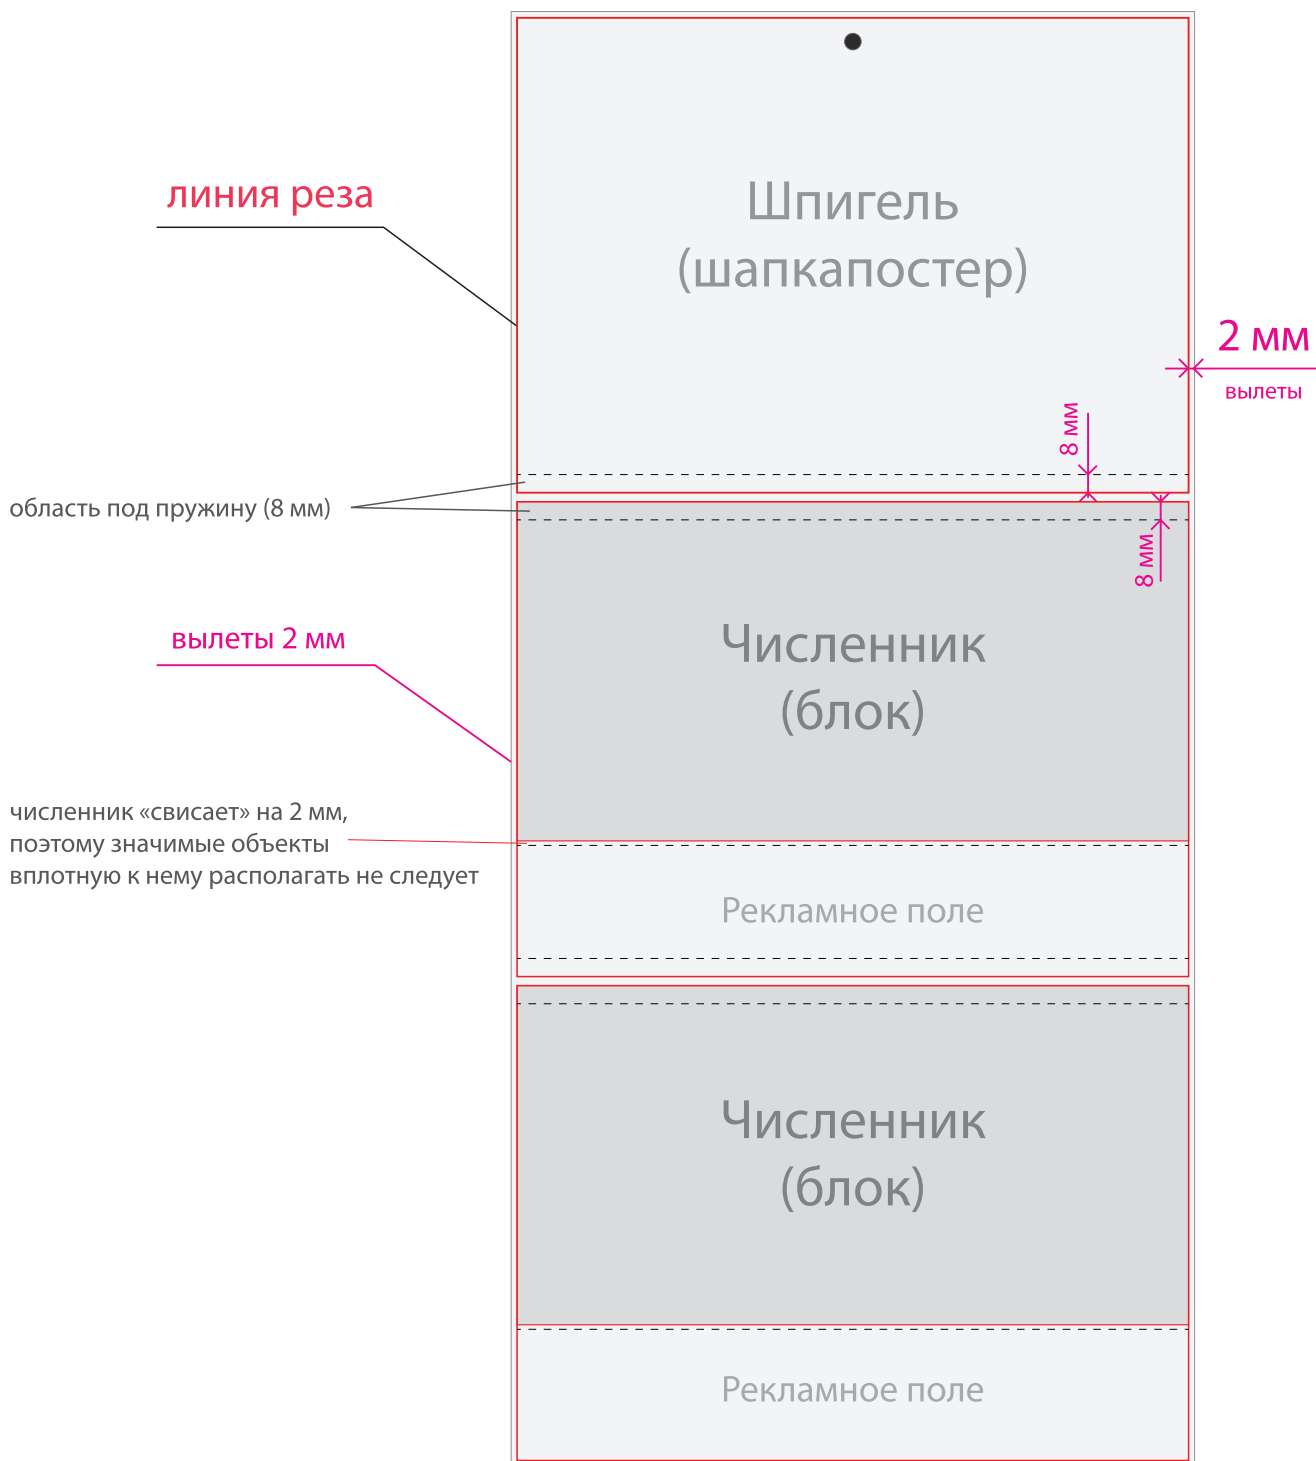 линия реза
Шпигель
(шапкапостер)
2 мм
вылеты
8 мм
область под пружину (8 мм)
8 мм
вылеты 2 мм
Численник
(блок)
численник «свисает» на 2 мм,
поэтому значимые объекты
вплотную к нему располагать не следует
Рекламное поле
Численник
(блок)
Рекламное поле